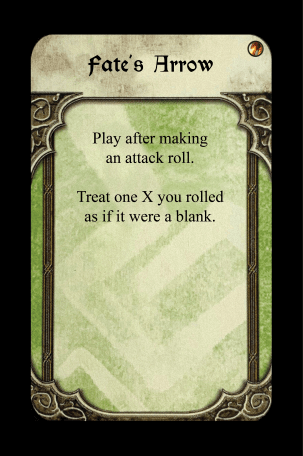 Fate's Arrow
Play after making
an attack roll.
Treat one X you rolled
as if it were a blank.